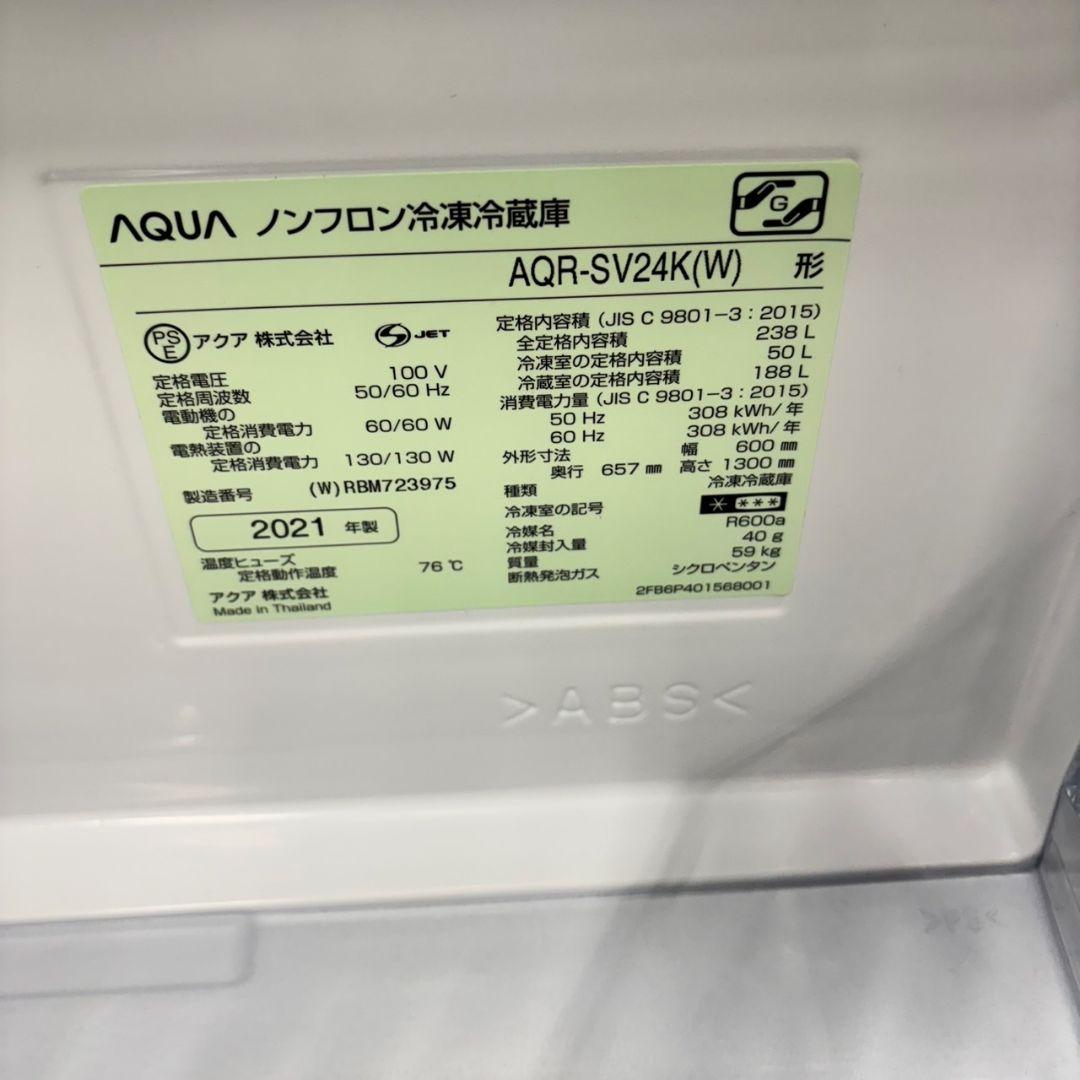 AQUA ノンフロン冷凍冷蔵庫
G
AQR-SV24K(W) 形
PS
E
アクア 株式会社
S JET
定格電圧 100 V
定格周波数 50/60 Hz
電動機の
定格消費電力 60/60 W
電熱装置の
定格消費電力 130/130 W
製造番号 (W)RBM723975
2021 年製
温度ヒューズ
定格動作温度 76 ℃
アクア 株式会社
Made in Thailand
定格内容積 (JIS C 9801-3 : 2015)
全定格内容積 238 L
冷凍室の定格内容積 50 L
冷蔵室の定格内容積 188 L
消費電力量 (JIS C 9801-3 : 2015)
50 Hz 308 kWh/年
60 Hz 308 kWh/年
外形寸法 幅 600 ㎜
奥行 657 ㎜ 高さ 1300 ㎜
種類 冷凍冷蔵庫
冷凍室の記号
冷媒名 R600a
冷媒封入量 40 g
質量 59 kg
断熱発泡ガス シクロペンタン
2FB6P401568001
>ABS<
>ABS<